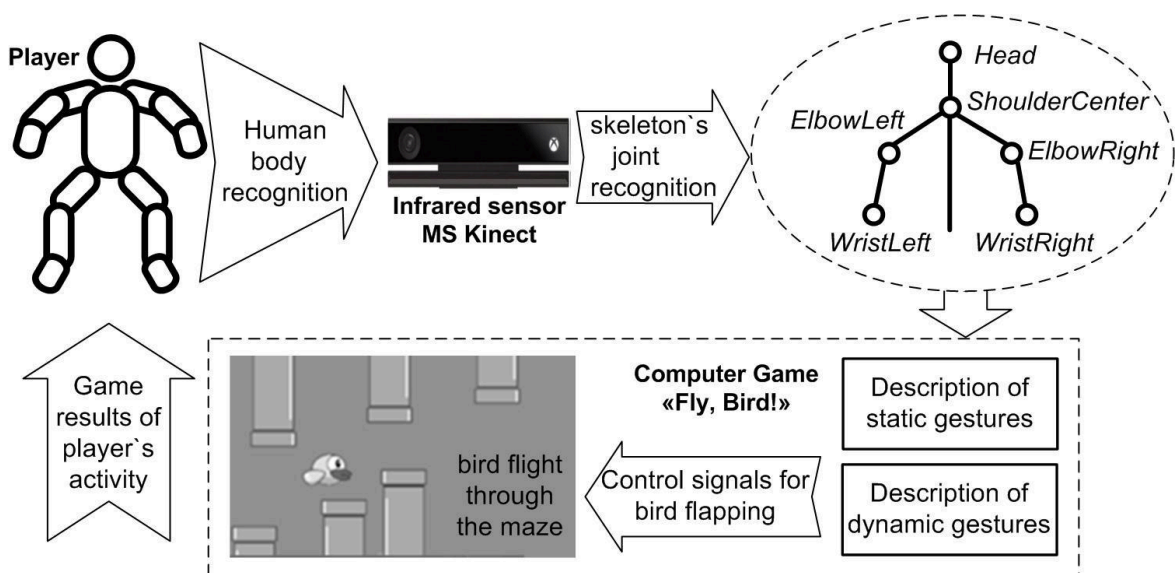 Player
Human
body
recognition
Infrared sensor
MS Kinect
skeleton`s
joint
recognition
Head
ShoulderCenter
ElbowLeft
ElbowRight
WristLeft
WristRight
Game
results of
player`s
activity
bird flight
through
the maze
Computer Game
«Fly, Bird!»
Control signals for
bird flapping
Description of
static gestures
Description of
dynamic gestures